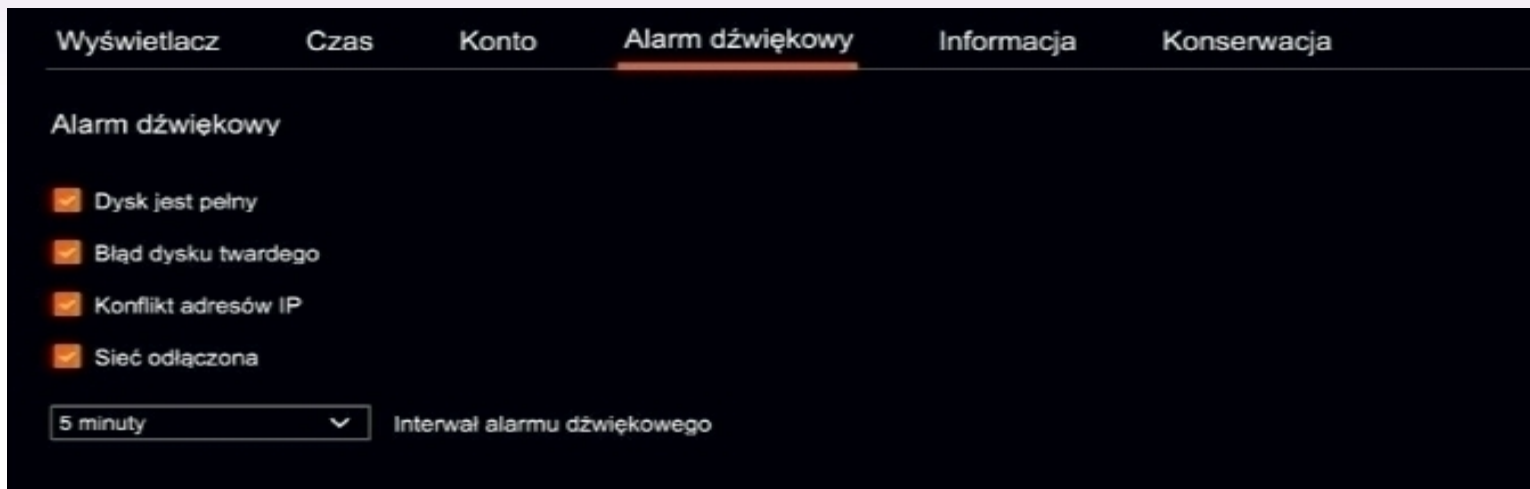 Wyświetlacz Czas Konto Alarm dźwiękowy Informacja Konserwacja
Alarm dźwiękowy
Dysk jest pełny
Błąd dysku twardego
Konflikt adresów IP
Sieć odłączona
5 minuty Interwał alarmu dźwiękowego